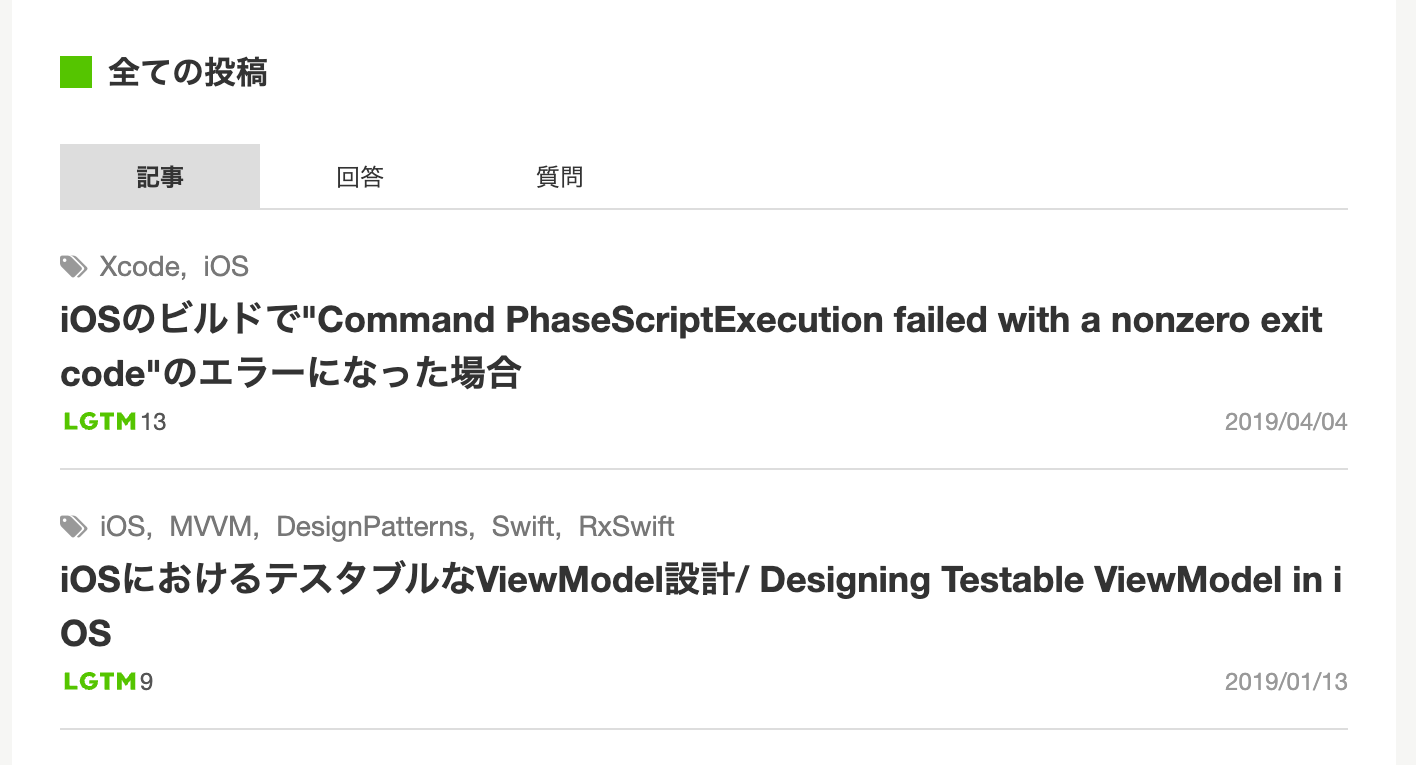 全ての投稿
記事 回答 質問
Xcode, iOS
iOSのビルドで"Command PhaseScriptExecution failed with a nonzero exit
code"のエラーになった場合
LGTM 13 2019/04/04
iOS, MVVM, DesignPatterns, Swift, RxSwift
iOSにおけるテスタブルなViewModel設計/ Designing Testable ViewModel in i
OS
LGTM 9 2019/01/13